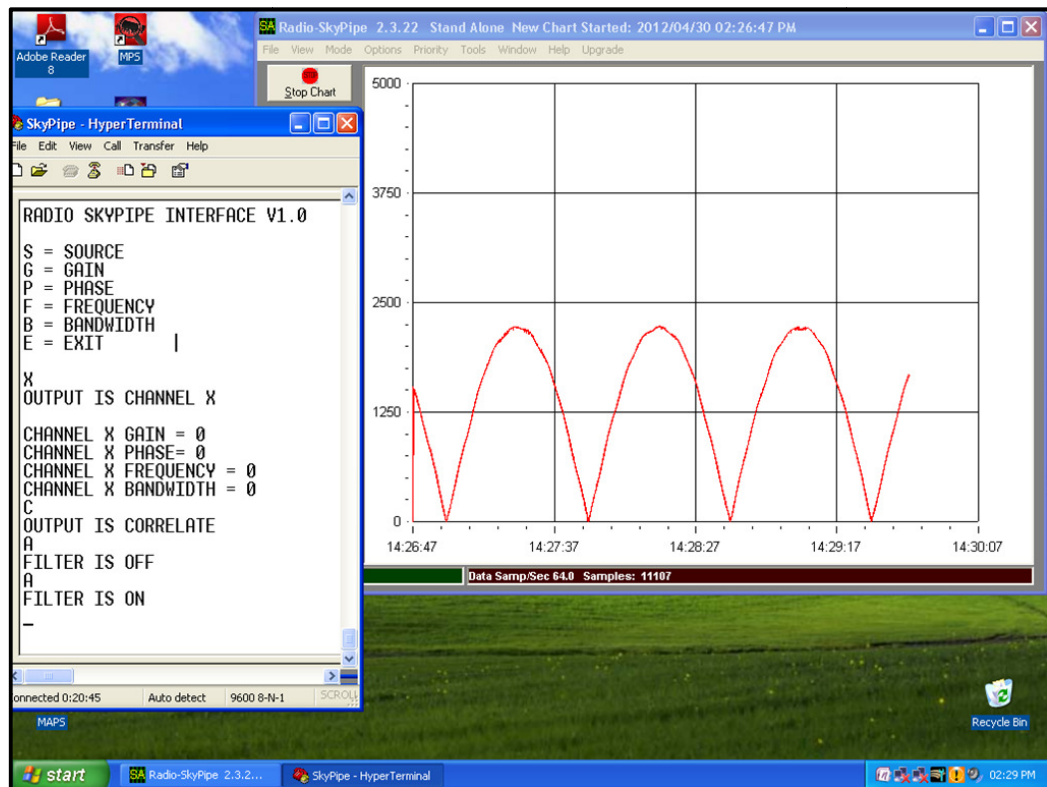 Adobe Reader 8
MPS
Radio-SkyPipe 2.3.22 Stand Alone New Chart Started: 2012/04/30 02:26:47 PM
File View Mode Options Priority Tools Window Help Upgrade
STOP
Stop Chart
5000
3750
2500
1250
0
14:26:47 14:27:37 14:28:27 14:29:17 14:30:07
Data Samp/Sec 64.0 Samples: 11107
SkyPipe - HyperTerminal
File Edit View Call Transfer Help
RADIO SKYPIPE INTERFACE V1.0
S = SOURCE
G = GAIN
P = PHASE
F = FREQUENCY
B = BANDWIDTH
E = EXIT
X
OUTPUT IS CHANNEL X
CHANNEL X GAIN = 0
CHANNEL X PHASE= 0
CHANNEL X FREQUENCY = 0
CHANNEL X BANDWIDTH = 0
C
OUTPUT IS CORRELATE
A
FILTER IS OFF
A
FILTER IS ON
onnected 0:20:45 Auto detect 9600 8-N-1 SCROLL
MAPS
Recycle Bin
start
SA Radio-SkyPipe 2.3.2...
SkyPipe - HyperTerminal
02:29 PM